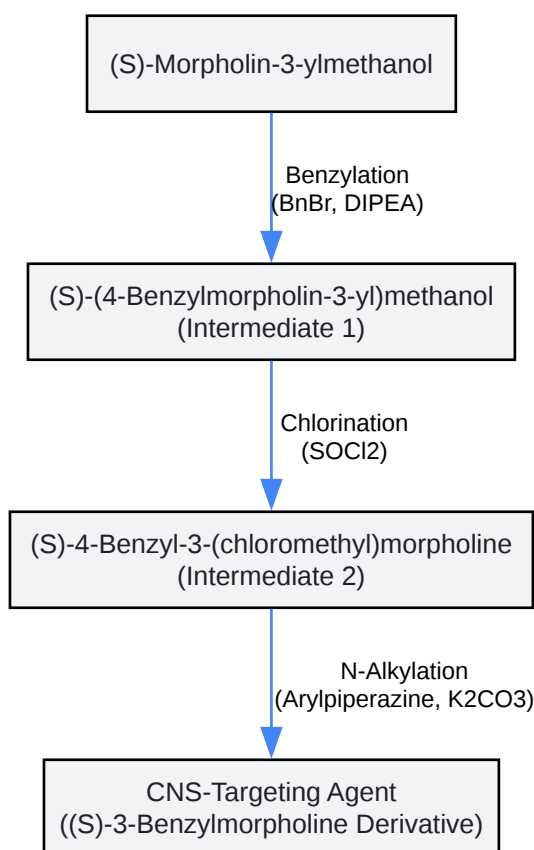 (S)-Morpholin-3-ylmethanol
Benzylation
(BnBr, DIPEA)
(S)-(4-Benzylmorpholin-3-yl)methanol
(Intermediate 1)
Chlorination
(SOCl2)
(S)-4-Benzyl-3-(chloromethyl)morpholine
(Intermediate 2)
N-Alkylation
(Arylpiperazine, K2CO3)
CNS-Targeting Agent
((S)-3-Benzylmorpholine Derivative)